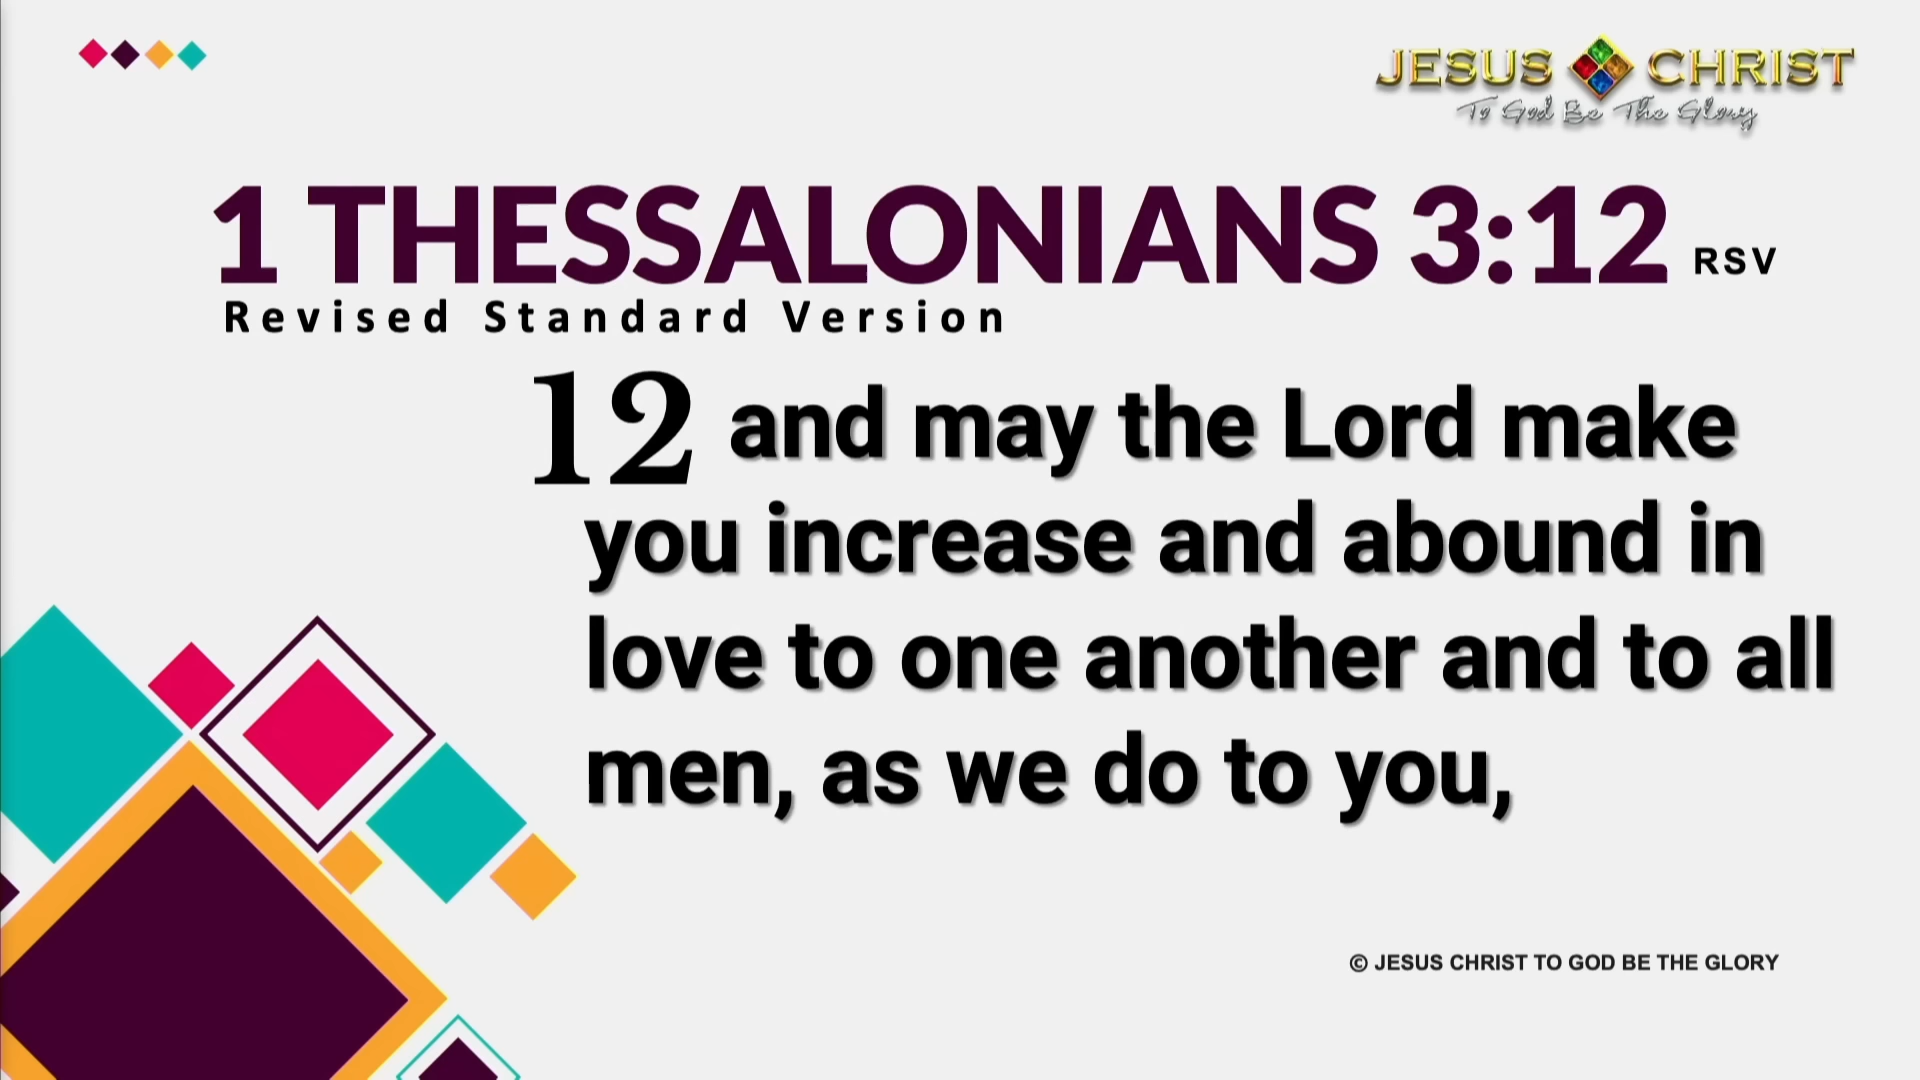 JESUS CHRIST
To God Be The Glory
1 THESSALONIANS 3:12 RSV
Revised Standard Version
12 and may the Lord make
you increase and abound in
love to one another and to all
men, as we do to you,
© JESUS CHRIST TO GOD BE THE GLORY